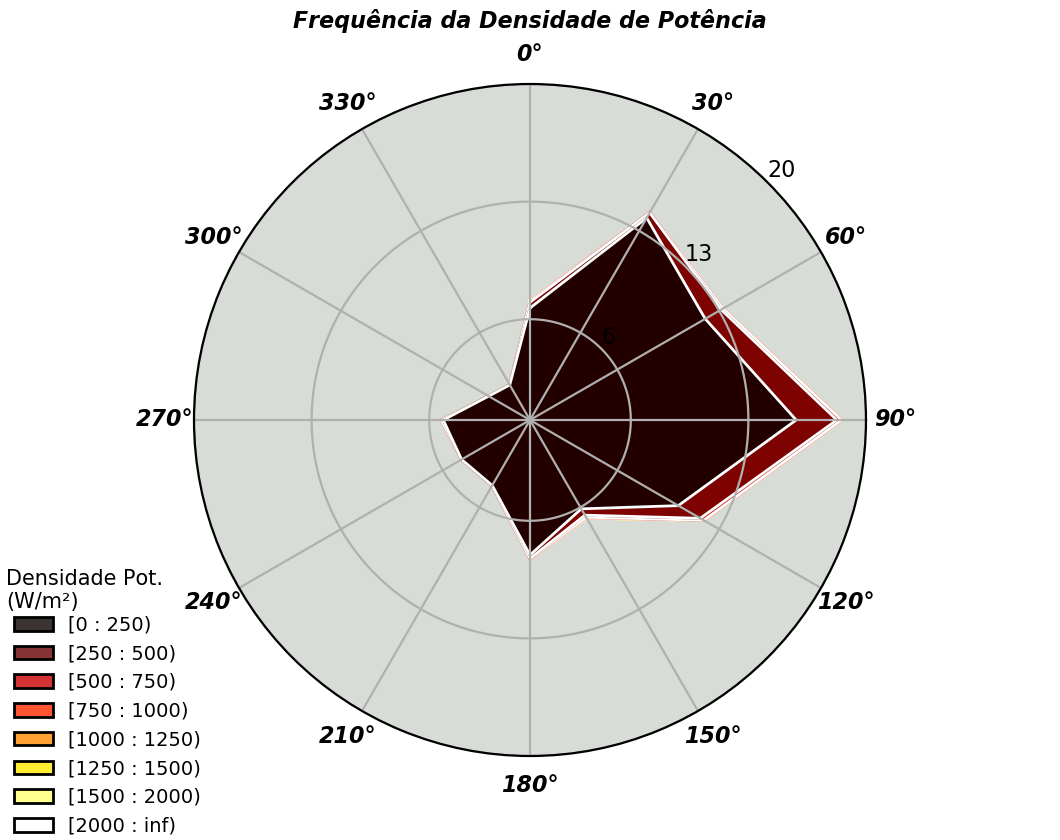 Frequência da Densidade de Potência
0°
330°
30°
20
300°
60°
13
6
270°
90°
240°
120°
210°
150°
180°
Densidade Pot.
(W/m²)
[0 : 250)
[250 : 500)
[500 : 750)
[750 : 1000)
[1000 : 1250)
[1250 : 1500)
[1500 : 2000)
[2000 : inf)